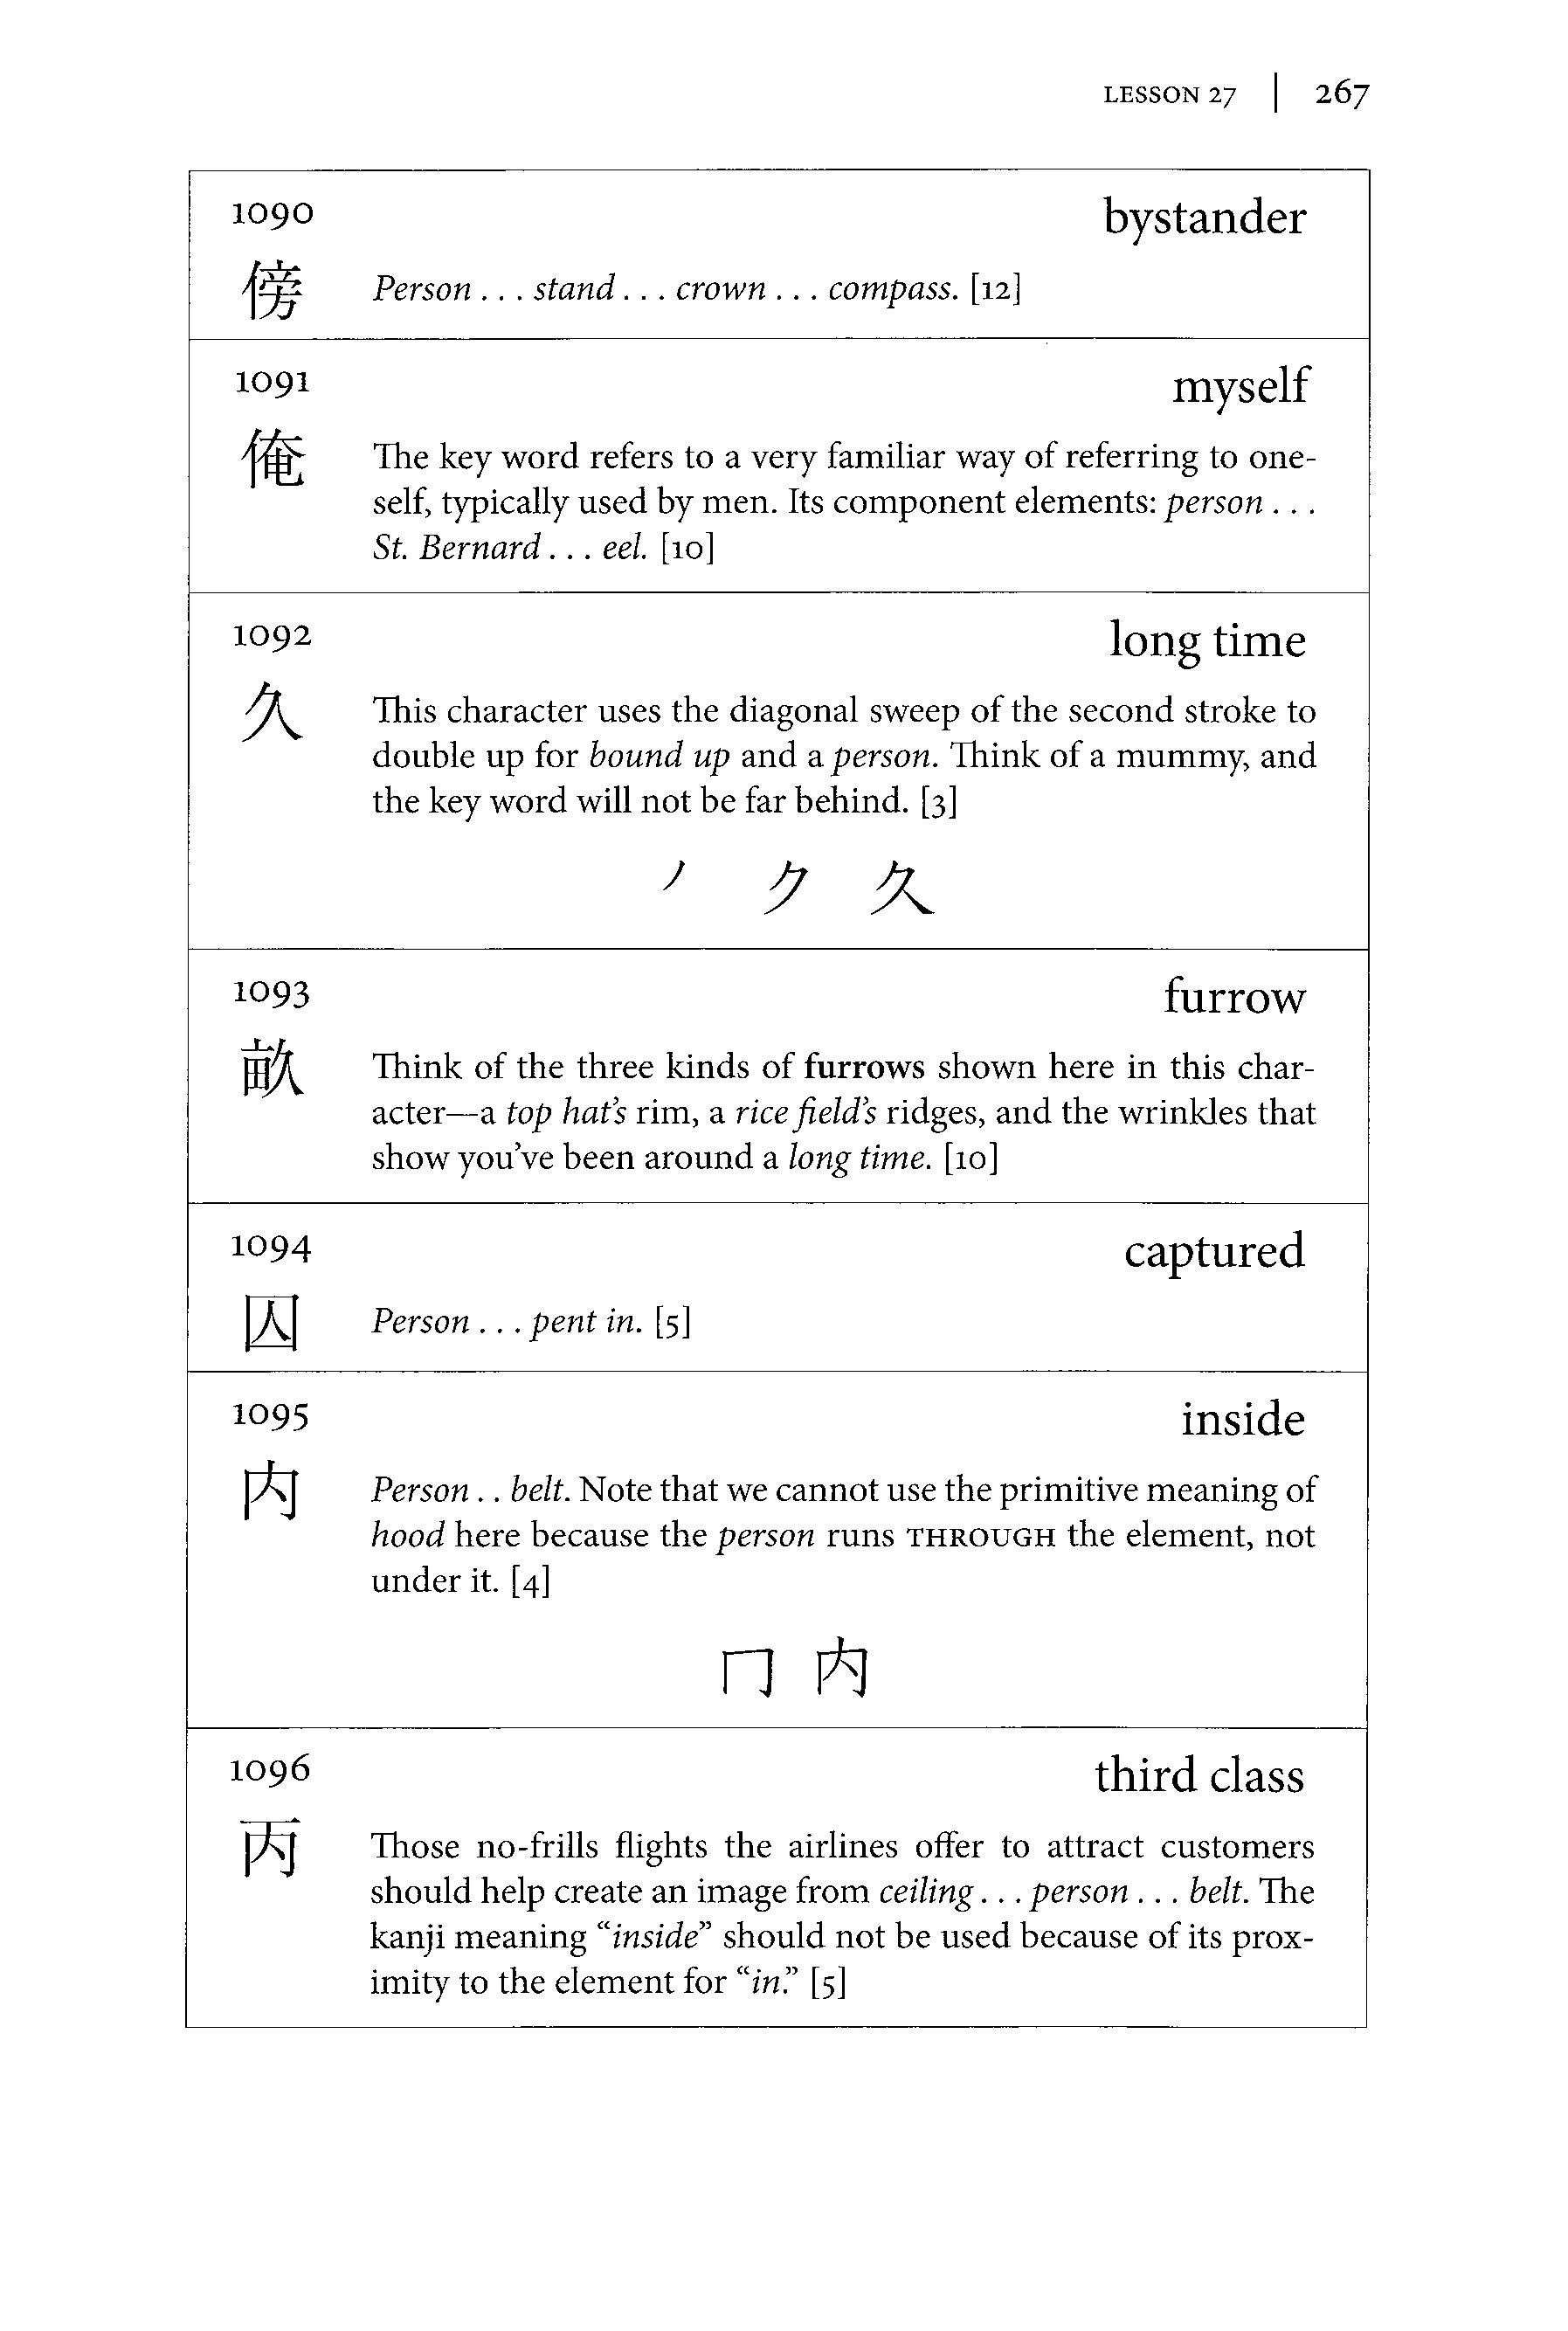 LESSON 27 | 267
1090 bystander
傍 Person . . . stand . . . crown . . . compass. [12]
1091 myself
俺 The key word refers to a very familiar way of referring to one-
self, typically used by men. Its component elements: person . . .
St. Bernard . . . eel. [10]
1092 long time
久 This character uses the diagonal sweep of the second stroke to
double up for bound up and a person. Think of a mummy, and
the key word will not be far behind. [3]
丿 ク 久
1093 furrow
畝 Think of the three kinds of furrows shown here in this char-
acter—a top hat’s rim, a rice field’s ridges, and the wrinkles that
show you’ve been around a long time. [10]
1094 captured
囚 Person . . . pent in. [5]
1095 inside
内 Person . . belt. Note that we cannot use the primitive meaning of
hood here because the person runs THROUGH the element, not
under it. [4]
冂 内
1096 third class
丙 Those no-frills flights the airlines offer to attract customers
should help create an image from ceiling . . . person . . . belt. The
kanji meaning “inside” should not be used because of its prox-
imity to the element for “in.” [5]